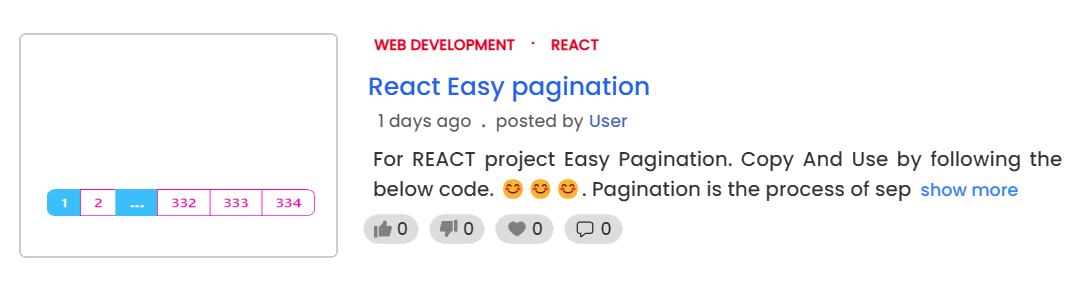 WEB DEVELOPMENT · REACT
React Easy pagination
1 days ago . posted by User
For REACT project Easy Pagination. Copy And Use by following the
below code. 😊 😊 😊 . Pagination is the process of sep show more
1 2 ... 332 333 334
0 0 0 0